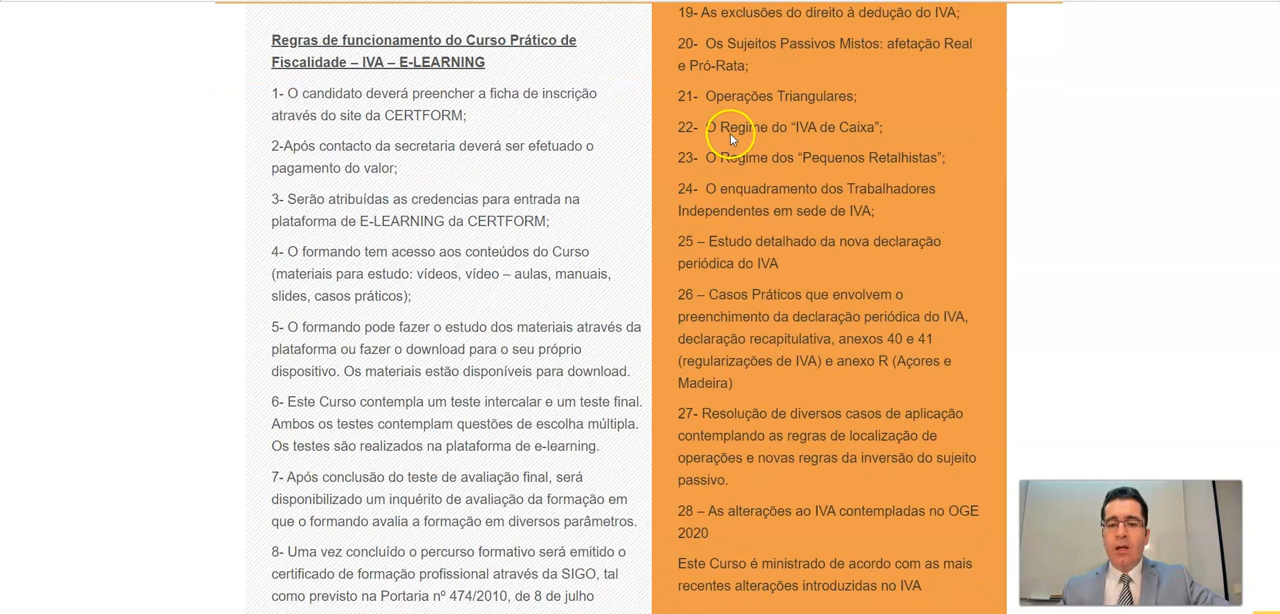 Regras de funcionamento do Curso Prático de
Fiscalidade – IVA – E-LEARNING
1- O candidato deverá preencher a ficha de inscrição
através do site da CERTFORM;
2-Após contacto da secretaria deverá ser efetuado o
pagamento do valor;
3- Serão atribuídas as credencias para entrada na
plataforma de E-LEARNING da CERTFORM;
4- O formando tem acesso aos conteúdos do Curso
(materiais para estudo: vídeos, vídeo – aulas, manuais,
slides, casos práticos);
5- O formando pode fazer o estudo dos materiais através da
plataforma ou fazer o download para o seu próprio
dispositivo. Os materiais estão disponíveis para download.
6- Este Curso contempla um teste intercalar e um teste final.
Ambos os testes contemplam questões de escolha múltipla.
Os testes são realizados na plataforma de e-learning.
7- Após conclusão do teste de avaliação final, será
disponibilizado um inquérito de avaliação da formação em
que o formando avalia a formação em diversos parâmetros.
8- Uma vez concluído o percurso formativo será emitido o
certificado de formação profissional através da SIGO, tal
como previsto na Portaria nº 474/2010, de 8 de julho
19- As exclusões do direito à dedução do IVA;
20- Os Sujeitos Passivos Mistos: afetação Real
e Pró-Rata;
21- Operações Triangulares;
22- O Regime do “IVA de Caixa”;
23- O Regime dos “Pequenos Retalhistas”;
24- O enquadramento dos Trabalhadores
Independentes em sede de IVA;
25 – Estudo detalhado da nova declaração
periódica do IVA
26 – Casos Práticos que envolvem o
preenchimento da declaração periódica do IVA,
declaração recapitulativa, anexos 40 e 41
(regularizações de IVA) e anexo R (Açores e
Madeira)
27- Resolução de diversos casos de aplicação
contemplando as regras de localização de
operações e novas regras da inversão do sujeito
passivo.
28 – As alterações ao IVA contempladas no OGE
2020
Este Curso é ministrado de acordo com as mais
recentes alterações introduzidas no IVA